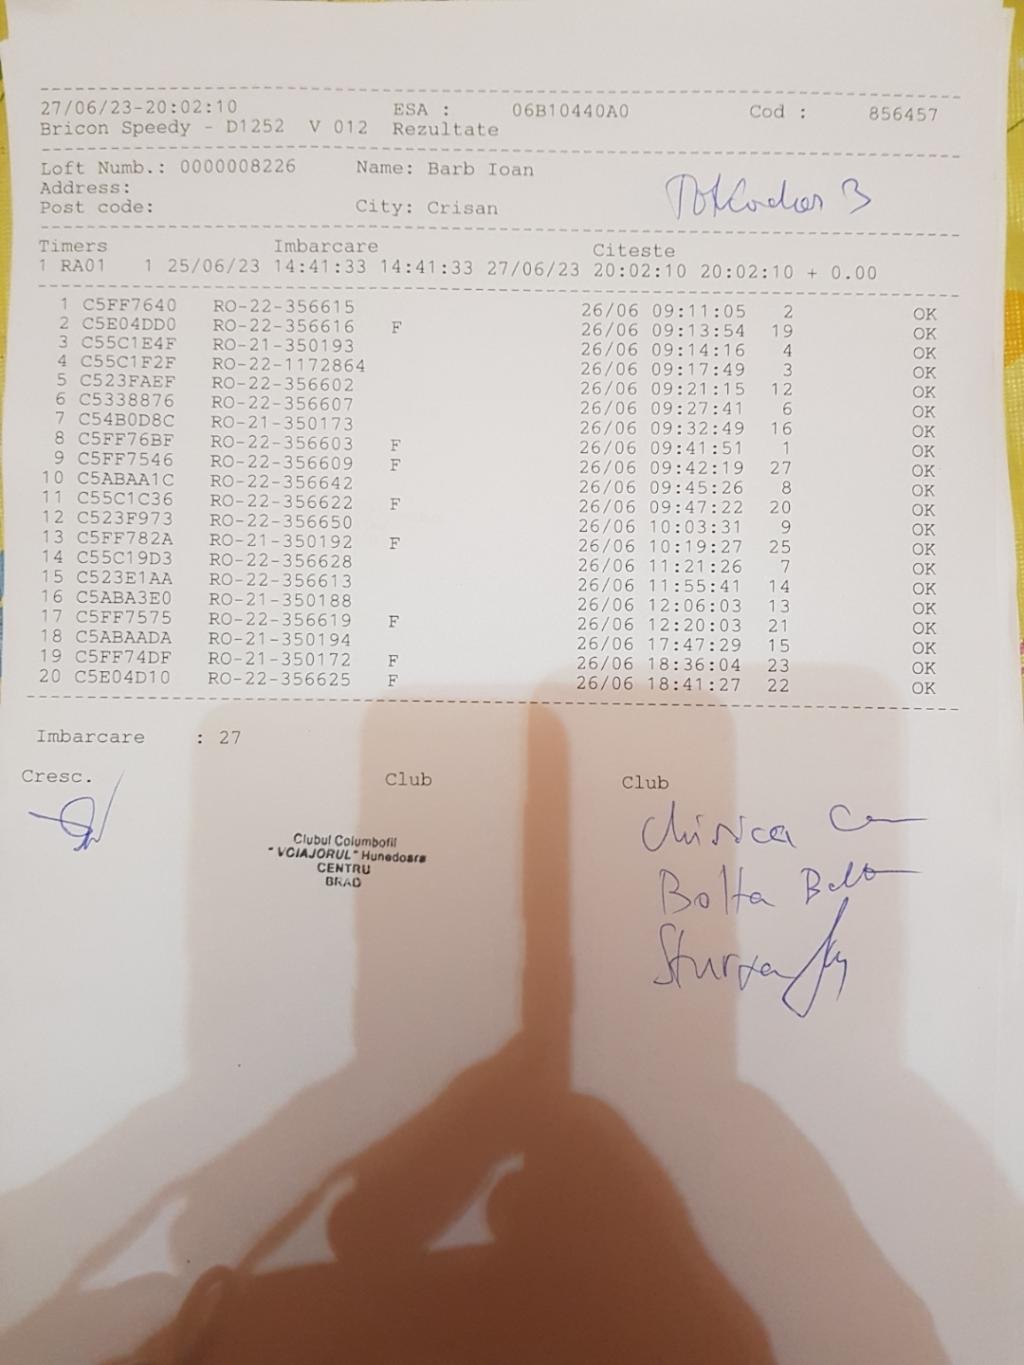 27/06/23-20:02:10 ESA : 06B10440A0 Cod : 856457
Bricon Speedy - D1252 V 012 Rezultate
Loft Numb.: 0000008226 Name: Barb Ioan
Address:
Post code: City: Crisan
3
Timers Imbarcare Citeste
1 RA01 1 25/06/23 14:41:33 14:41:33 27/06/23 20:02:10 20:02:10 + 0.00
1 C5FF7640 RO-22-356615 26/06 09:11:05 2 OK
2 C5E04DD0 RO-22-356616 F 26/06 09:13:54 19 OK
3 C55C1E4F RO-21-350193 26/06 09:14:16 4 OK
4 C55C1F2F RO-22-1172864 26/06 09:17:49 3 OK
5 C523FAEF RO-22-356602 26/06 09:21:15 12 OK
6 C5338876 RO-22-356607 26/06 09:27:41 6 OK
7 C54B0D8C RO-21-350173 26/06 09:32:49 16 OK
8 C5FF76BF RO-22-356603 F 26/06 09:41:51 1 OK
9 C5FF7546 RO-22-356609 F 26/06 09:42:19 27 OK
10 C5ABAA1C RO-22-356642 26/06 09:45:26 8 OK
11 C55C1C36 RO-22-356622 F 26/06 09:47:22 20 OK
12 C523F973 RO-22-356650 26/06 10:03:31 9 OK
13 C5FF782A RO-21-350192 F 26/06 10:19:27 25 OK
14 C55C19D3 RO-22-356628 26/06 11:21:26 7 OK
15 C523E1AA RO-22-356613 26/06 11:55:41 14 OK
16 C5ABA3E0 RO-21-350188 26/06 12:06:03 13 OK
17 C5FF7575 RO-22-356619 F 26/06 12:20:03 21 OK
18 C5ABAADA RO-21-350194 26/06 17:47:29 15 OK
19 C5FF74DF RO-21-350172 F 26/06 18:36:04 23 OK
20 C5E04D10 RO-22-356625 F 26/06 18:41:27 22 OK
Imbarcare : 27
Cresc. Club Club
Clubul Columbofil
"VOIAJORUL" Hunedoara
CENTRU
BRAD
Bolta
Sturza